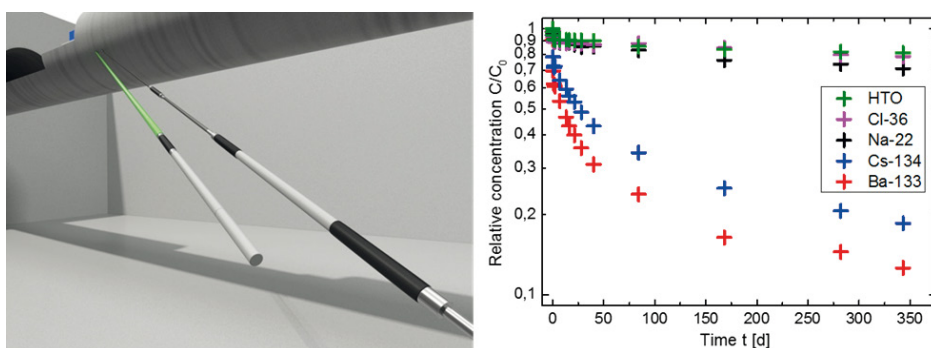 Relative concentration C/C₀
1
0,9
0,8
0,7
0,6
0,5
0,4
0,3
0,2
0,1
HTO
Cl-36
Na-22
Cs-134
Ba-133
0
50
100
150
200
250
300
350
Time t [d]